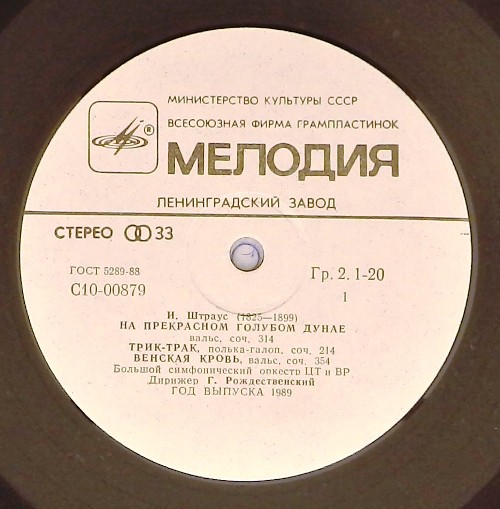 МИНИСТЕРСТВО КУЛЬТУРЫ СССР
ВСЕСОЮЗНАЯ ФИРМА ГРАМПЛАСТИНОК
®
МЕЛОДИЯ
ЛЕНИНГРАДСКИЙ ЗАВОД
СТЕРЕО 33
ГОСТ 5289-88
Гр. 2. 1-20
С10-00879
1
И. Штраус (1825—1899)
НА ПРЕКРАСНОМ ГОЛУБОМ ДУНАЕ
вальс, соч. 314
ТРИК-ТРАК, полька-галоп, соч. 214
ВЕНСКАЯ КРОВЬ, вальс, соч. 354
Большой симфонический оркестр ЦТ и ВР
Дирижер Г. Рождественский
ГОД ВЫПУСКА 1989